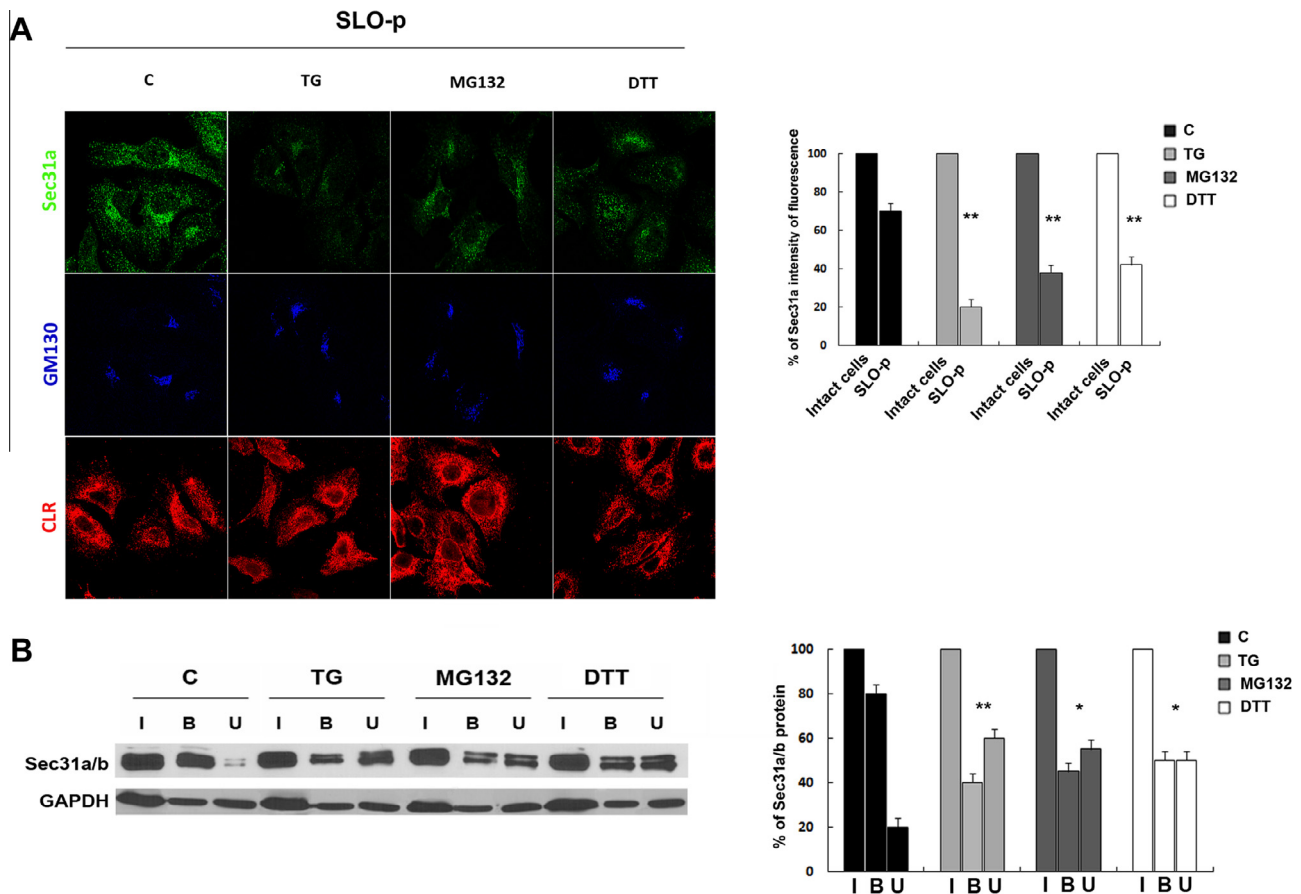 A
SLO-p
C TG MG132 DTT
Sec31a
GM130
CLR
% of Sec31a intensity of fluorescence
100
80
60
40
20
0
** ** **
Intact cells SLO-p Intact cells SLO-p Intact cells SLO-p Intact cells SLO-p
C
TG
MG132
DTT
B
C TG MG132 DTT
I B U I B U I B U I B U
Sec31a/b
GAPDH
% of Sec31a/b protein
100
80
60
40
20
0
** * *
I B U I B U I B U I B U
C
TG
MG132
DTT